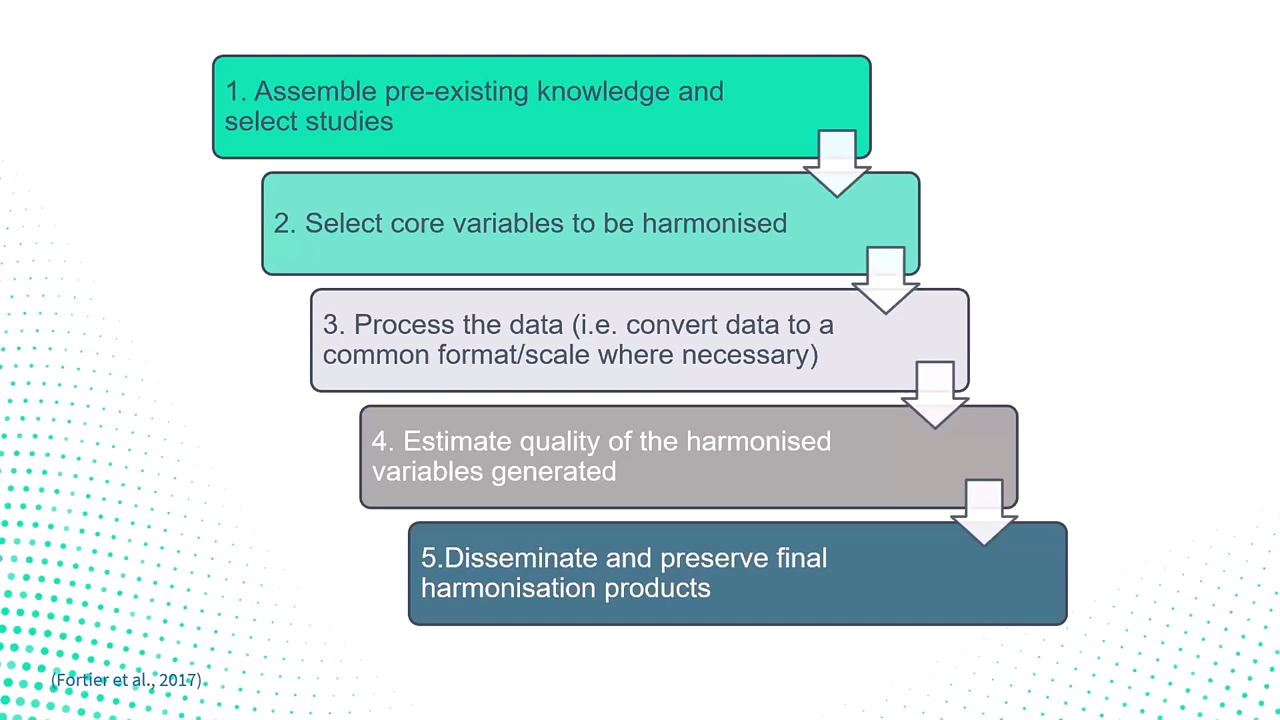 1. Assemble pre-existing knowledge and
select studies
2. Select core variables to be harmonised
3. Process the data (i.e. convert data to a
common format/scale where necessary)
4. Estimate quality of the harmonised
variables generated
5.Disseminate and preserve final
harmonisation products
(Fortier et al., 2017)